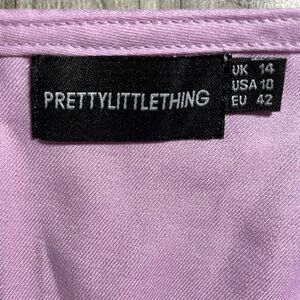 PRETTYLITTLETHING
UK 14
USA 10
EU 42